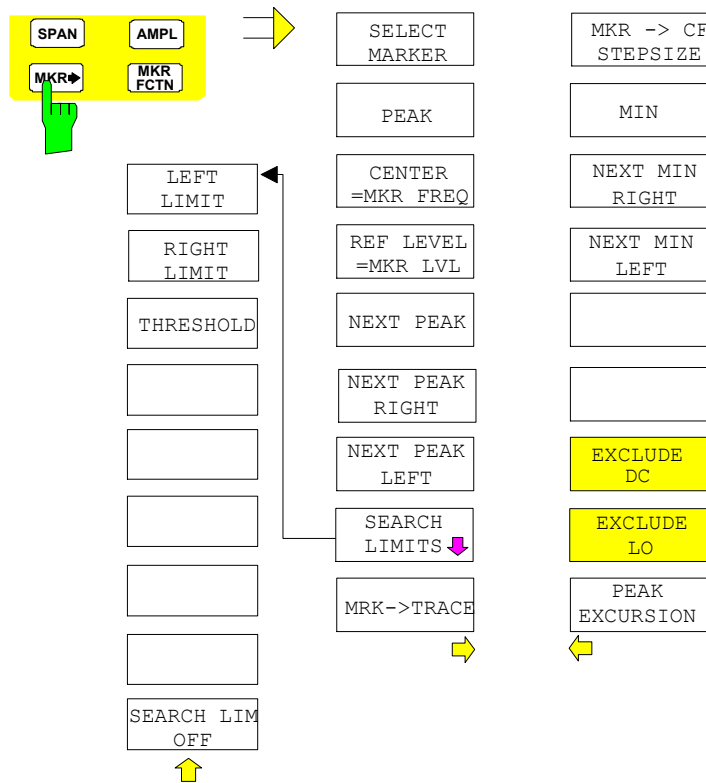 SPAN
AMPL
MKR
MKR
FCTN
SELECT
MARKER
PEAK
CENTER
=MKR FREQ
REF LEVEL
=MKR LVL
NEXT PEAK
NEXT PEAK
RIGHT
NEXT PEAK
LEFT
SEARCH
LIMITS
MRK->TRACE
MKR -> CF
STEPSIZE
MIN
NEXT MIN
RIGHT
NEXT MIN
LEFT
EXCLUDE
DC
EXCLUDE
LO
PEAK
EXCURSION
LEFT
LIMIT
RIGHT
LIMIT
THRESHOLD
SEARCH LIM
OFF